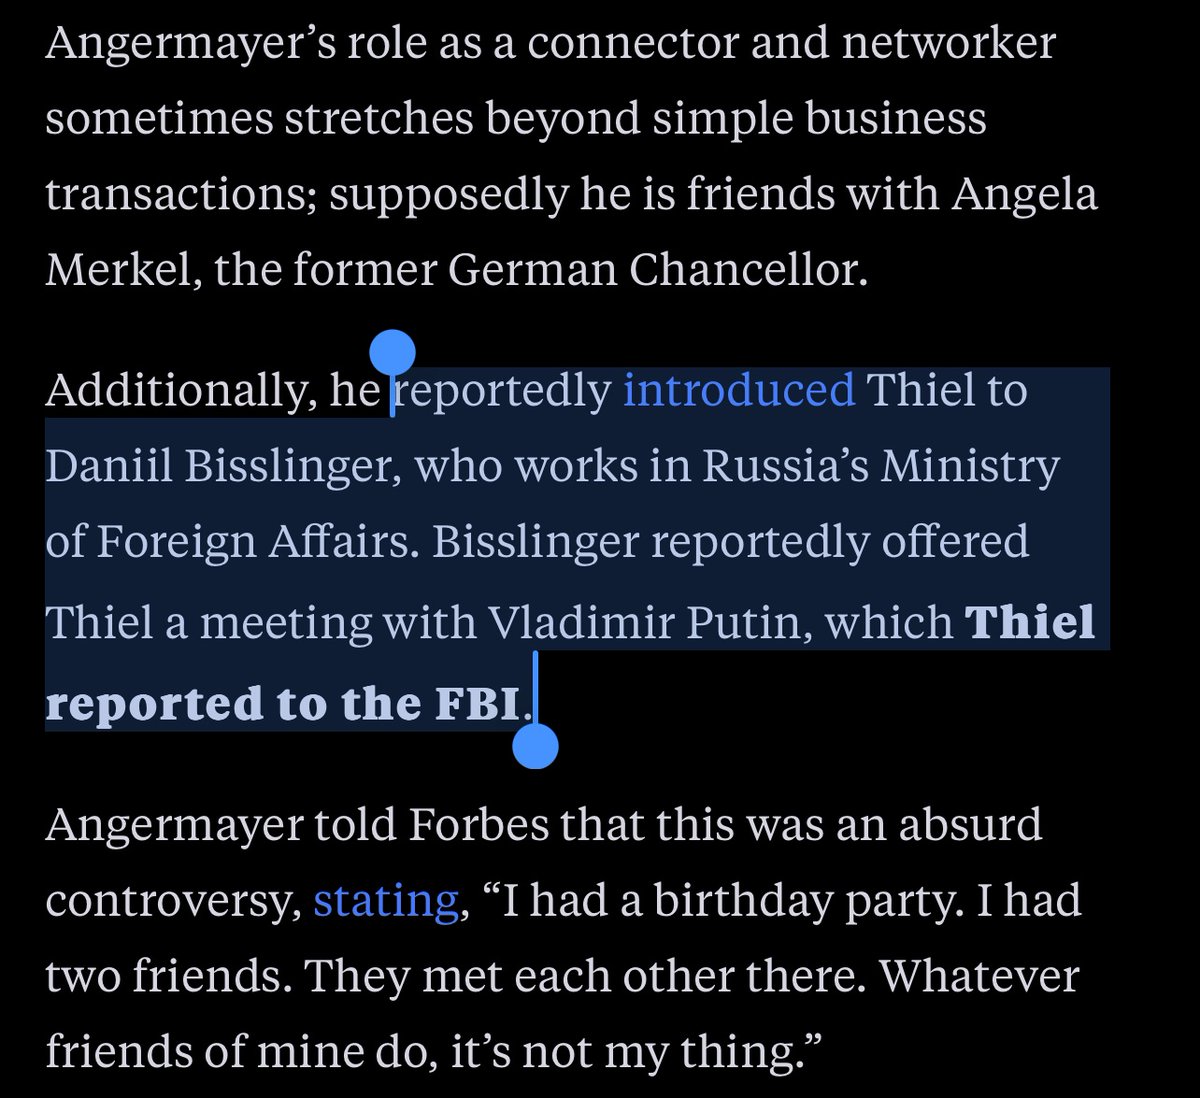 Angermayer’s role as a connector and networker
sometimes stretches beyond simple business
transactions; supposedly he is friends with Angela
Merkel, the former German Chancellor.
Additionally, he reportedly introduced Thiel to
Daniil Bisslinger, who works in Russia’s Ministry
of Foreign Affairs. Bisslinger reportedly offered
Thiel a meeting with Vladimir Putin, which Thiel
reported to the FBI.
Angermayer told Forbes that this was an absurd
controversy, stating, “I had a birthday party. I had
two friends. They met each other there. Whatever
friends of mine do, it’s not my thing.”